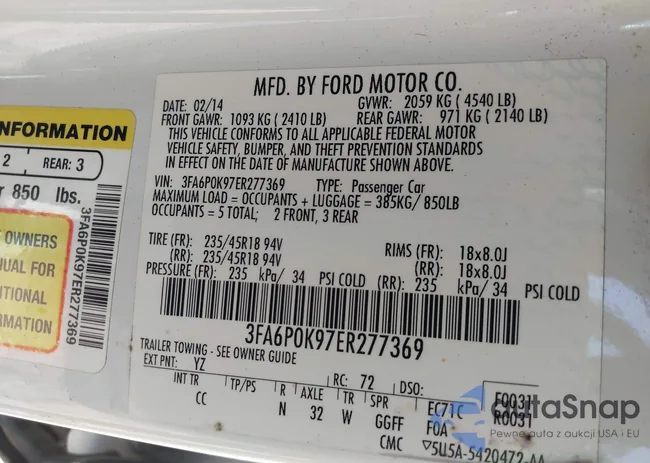 MFD. BY FORD MOTOR CO.
DATE: 02/14 GVWR: 2059 KG ( 4540 LB)
FRONT GAWR: 1093 KG ( 2410 LB) REAR GAWR: 971 KG ( 2140 LB)
THIS VEHICLE CONFORMS TO ALL APPLICABLE FEDERAL MOTOR
VEHICLE SAFETY, BUMPER, AND THEFT PREVENTION STANDARDS
IN EFFECT ON THE DATE OF MANUFACTURE SHOWN ABOVE.
VIN: 3FA6P0K97ER277369 TYPE: Passenger Car
MAXIMUM LOAD = OCCUPANTS + LUGGAGE = 385KG/ 850LB
OCCUPANTS = 5 TOTAL; 2 FRONT, 3 REAR
TIRE (FR): 235/45R18 94V RIMS (FR): 18x8.0J
(RR): 235/45R18 94V (RR): 18x8.0J
PRESSURE (FR): 235 kPa/ 34 PSI COLD (RR): 235 kPa/ 34 PSI COLD
3FA6P0K97ER277369
TRAILER TOWING - SEE OWNER GUIDE
EXT PNT: YZ RC: 72 DSO:
INT TR TP/PS R AXLE TR SPR EC71C F0031
CC N 32 W GGFF F0A R0031
CMC ▽5U5A-5420472-AA
INFORMATION
2 REAR: 3
850 lbs.
OWNERS
FOR
3FA6P0K97ER277369
autaSnap
Pewne auta z aukcji USA i EU